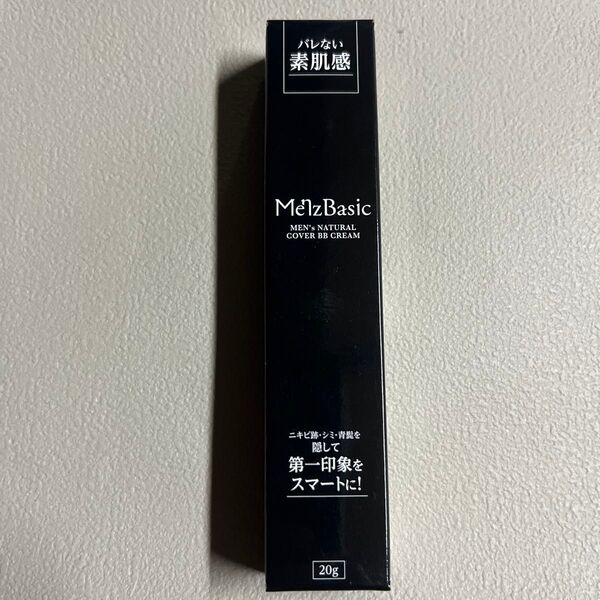 バレない
素肌感
MenzBasic
MEN's NATURAL
COVER BB CREAM
ニキビ跡・シミ・青髭を
隠して
第一印象を
スマートに!
20g